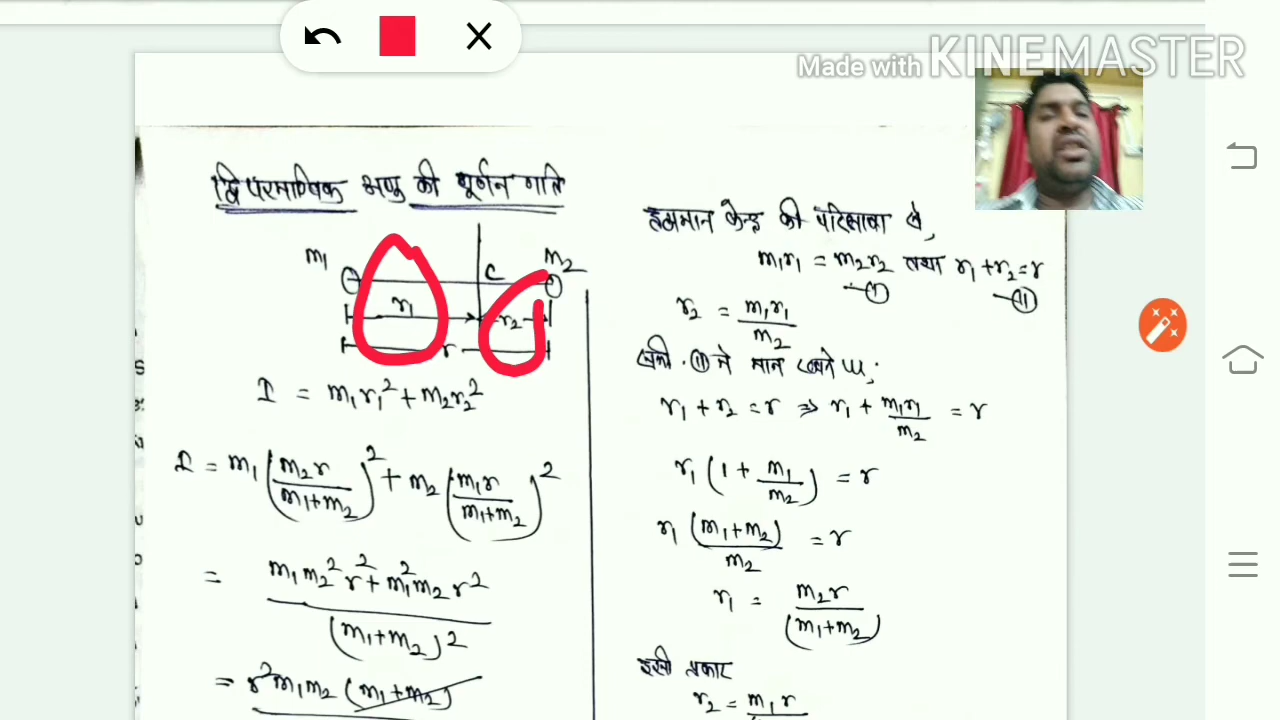 Made with KINEMASTER
द्विपरमाण्विक अणु की घूर्णन गति
m₁ m₂
C
r₁ r₂
r
I = m₁r₁² + m₂r₂²
I = m₁ (m₂r / m₁+m₂)² + m₂ (m₁r / m₁+m₂)²
= m₁m₂²r² + m₁²m₂r² / (m₁+m₂)²
= r²m₁m₂ (m₁+m₂)
द्रव्यमान केन्द्र की परिभाषा से,
m₁r₁ = m₂r₂ तथा r₁ + r₂ = r
—(I) —(II)
r₂ = m₁r₁ / m₂
समी. (II) में मान रखने पर,
r₁ + r₂ = r ⇒ r₁ + m₁r₁ / m₂ = r
r₁ (1 + m₁ / m₂) = r
r₁ (m₁+m₂) / m₂ = r
r₁ = m₂r / (m₁+m₂)
इसी प्रकार
r₂ = m₁r